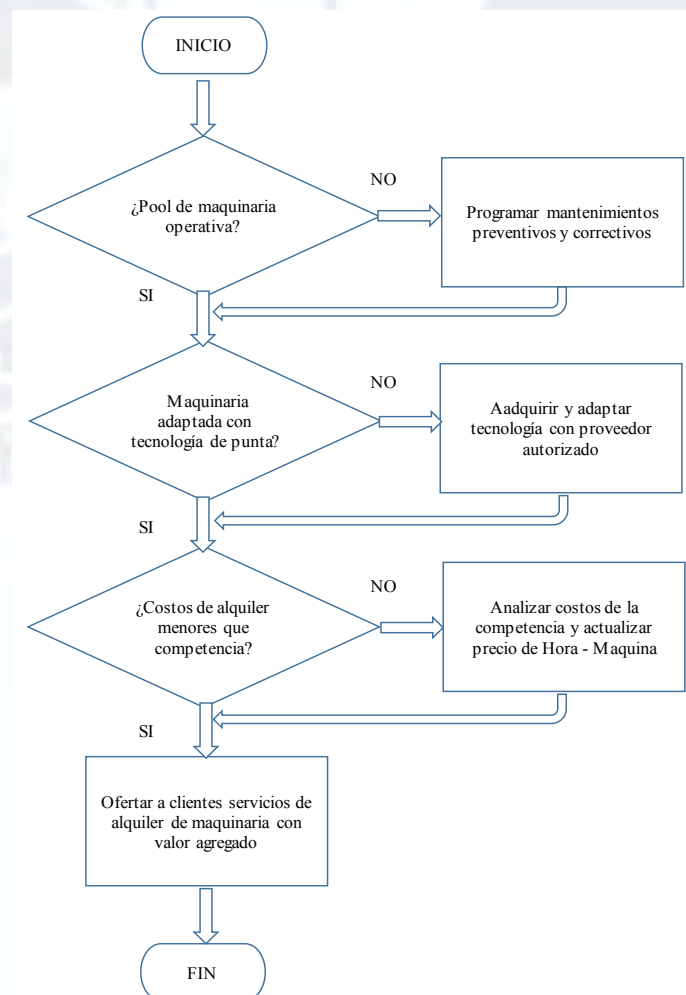 INICIO
¿Pool de maquinaria
operativa?
NO
Programar mantenimientos
preventivos y correctivos
SI
Maquinaria
adaptada con
tecnología de punta?
NO
Aadquirir y adaptar
tecnología con proveedor
autorizado
SI
¿Costos de alquiler
menores que
competencia?
NO
Analizar costos de la
competencia y actualizar
precio de Hora - Maquina
SI
Ofertar a clientes servicios de
alquiler de maquinaria con
valor agregado
FIN